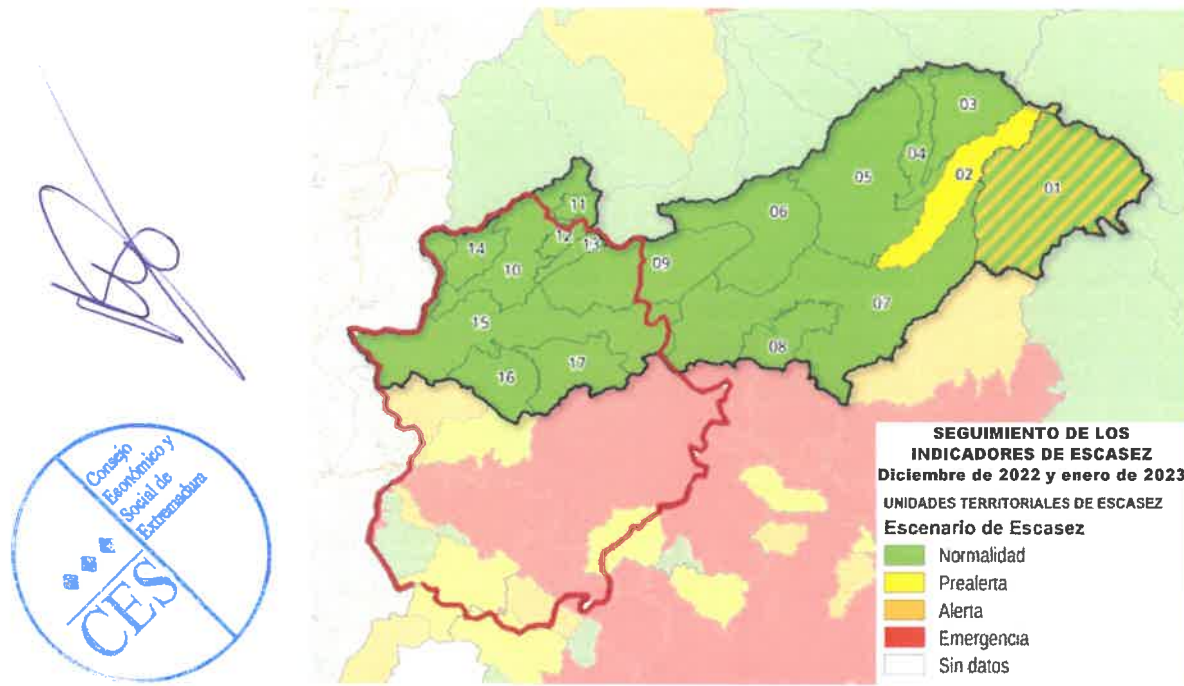 03
04
05
02
01
06
11
12
13
14
10
09
07
15
08
17
16
Consejo
Económico y
Social de
Extremadura
CES
SEGUIMIENTO DE LOS
INDICADORES DE ESCASEZ
Diciembre de 2022 y enero de 2023
UNIDADES TERRITORIALES DE ESCASEZ
Escenario de Escasez
Normalidad
Prealerta
Alerta
Emergencia
Sin datos